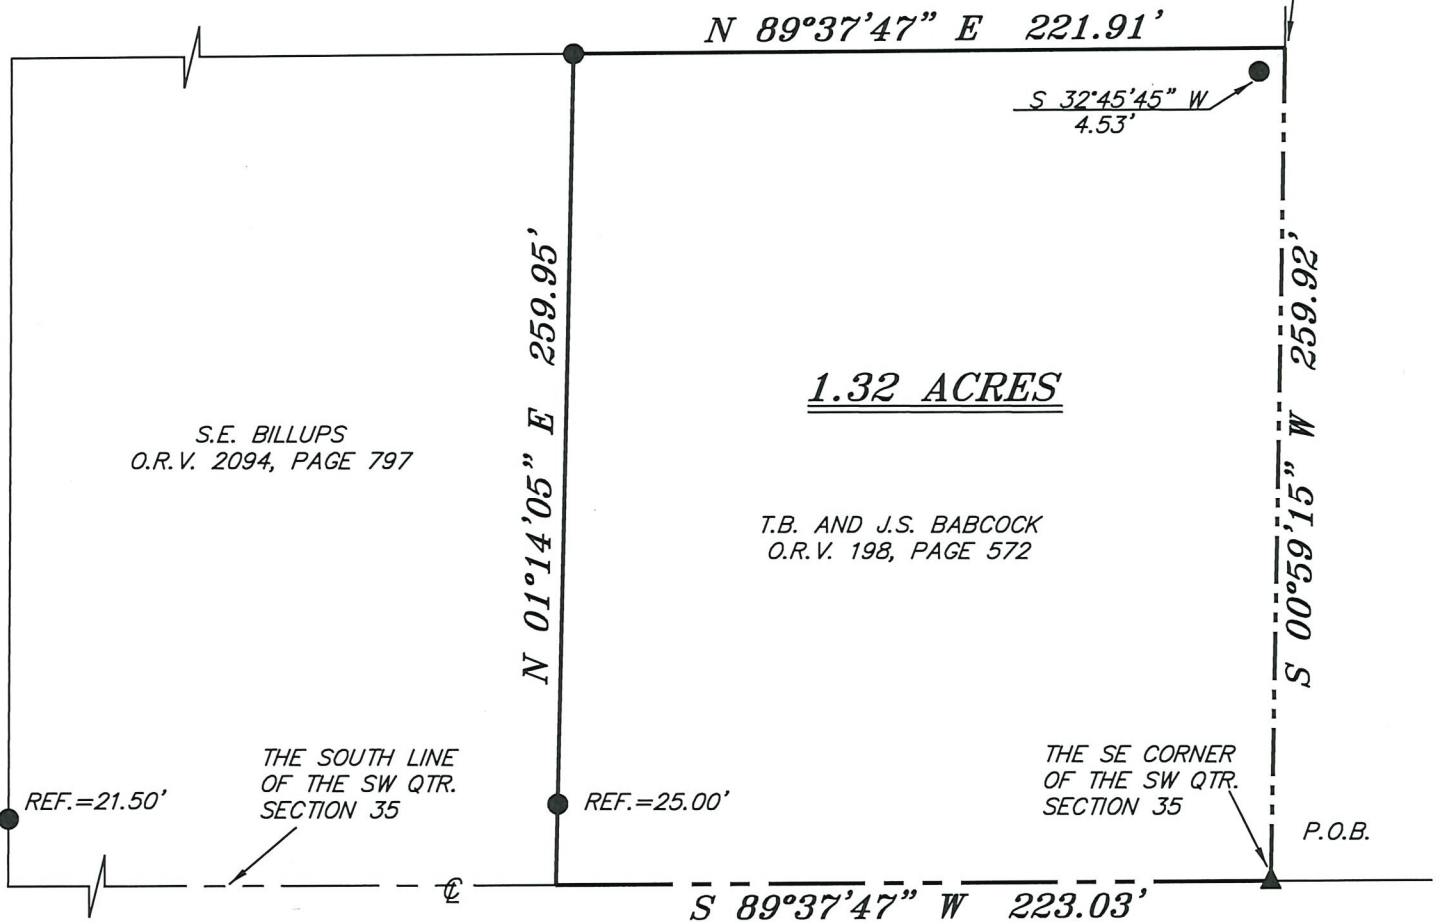 N 89°37'47" E 221.91'
S 32°45'45" W
4.53'
N 01°14'05" E 259.95'
S 00°59'15" W 259.92'
1.32 ACRES
S.E. BILLUPS
O.R.V. 2094, PAGE 797
T.B. AND J.S. BABCOCK
O.R.V. 198, PAGE 572
THE SOUTH LINE
OF THE SW QTR.
SECTION 35
THE SE CORNER
OF THE SW QTR.
SECTION 35
REF.=21.50'
REF.=25.00'
P.O.B.
℄
S 89°37'47" W 223.03'